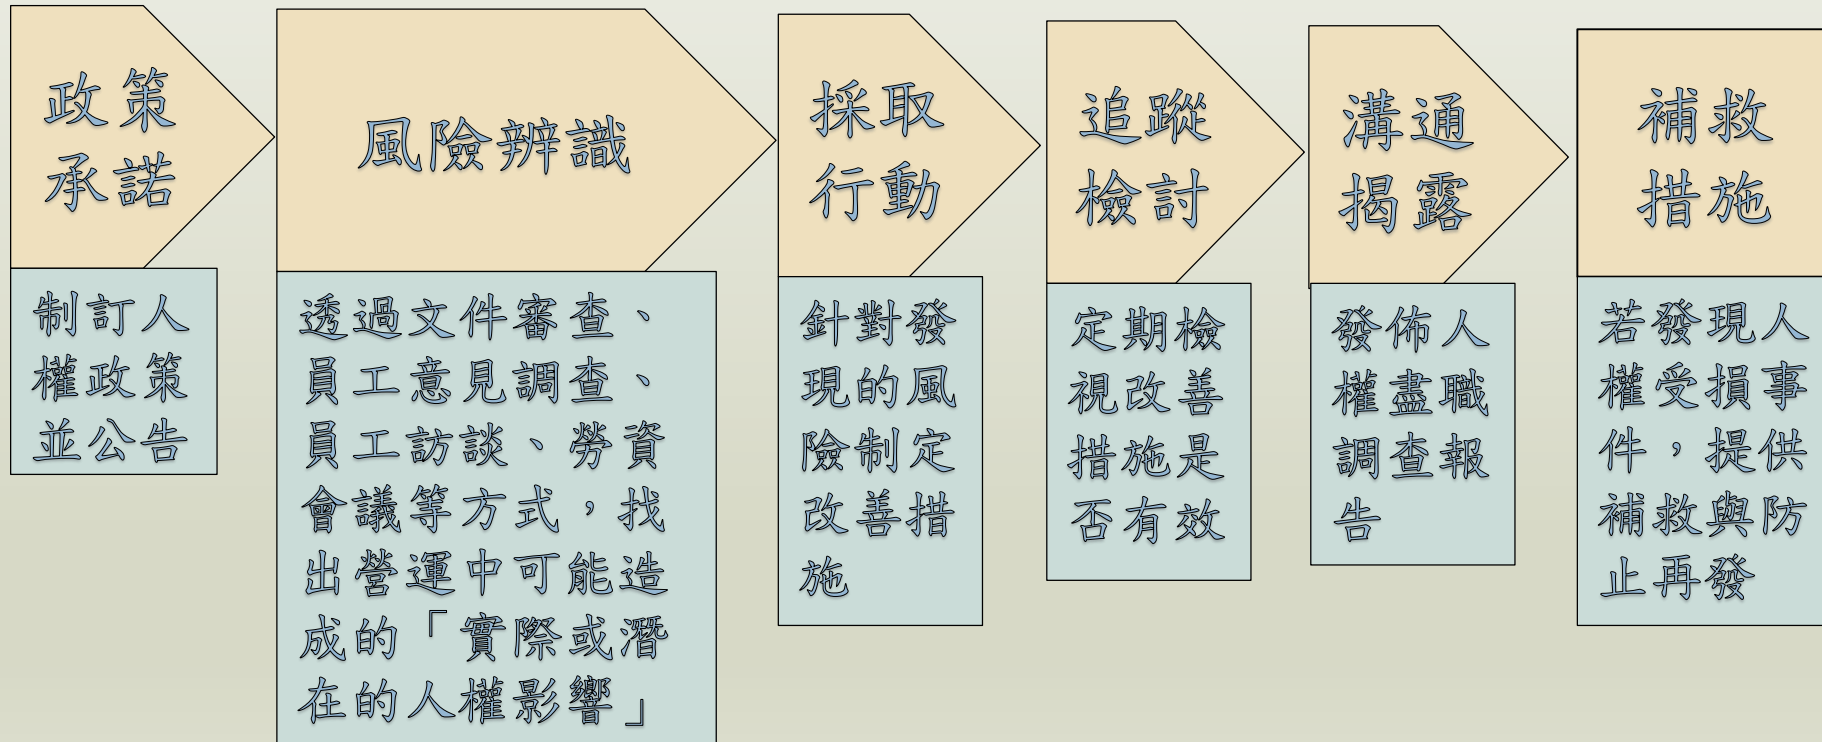 政策
承諾
制訂人
權政策
並公告
風險辨識
透過文件審查、
員工意見調查、
員工訪談、勞資
會議等方式，找
出營運中可能造
成的「實際或潛
在的人權影響」
採取
行動
針對發
現的風
險制定
改善措
施
追蹤
檢討
定期檢
視改善
措施是
否有效
溝通
揭露
發佈人
權盡職
調查報
告
補救
措施
若發現人
權受損事
件，提供
補救與防
止再發